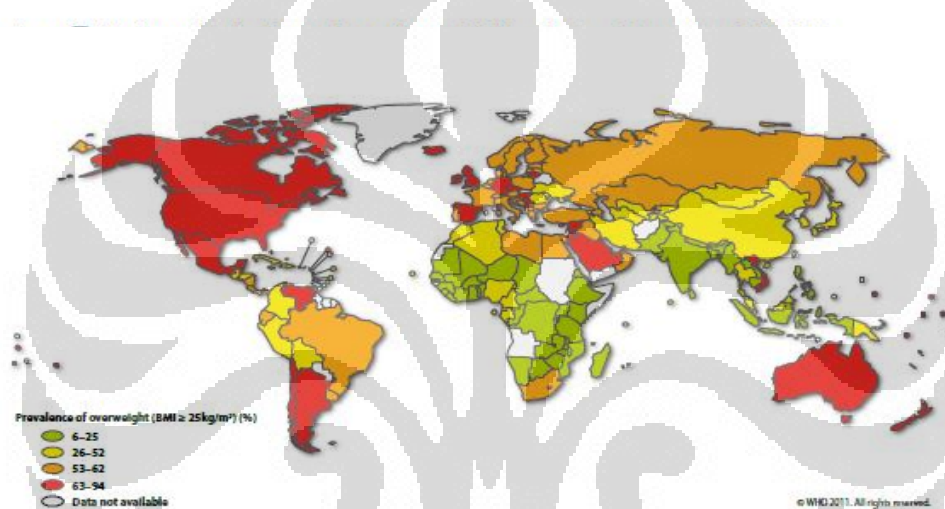 Prevalence of overweight (BMI ≥ 25kg/m²) (%)
6–25
26–52
53–62
63–94
Data not available
© WHO 2011. All rights reserved.